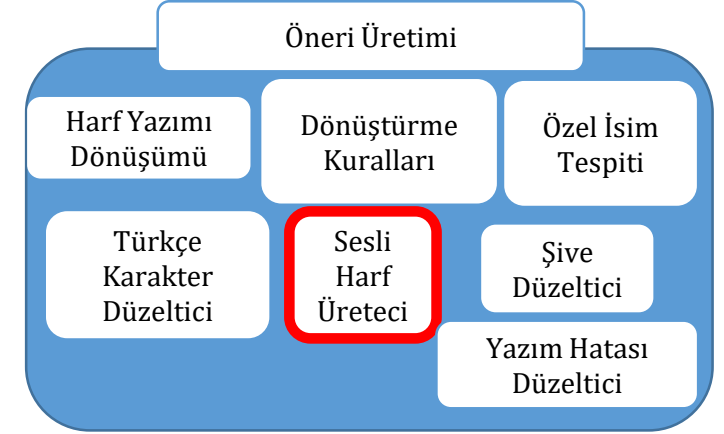 Öneri Üretimi
Harf Yazımı
Dönüşümü
Dönüştürme
Kuralları
Özel İsim
Tespiti
Türkçe
Karakter
Düzeltici
Sesli
Harf
Üreteci
Şive
Düzeltici
Yazım Hatası
Düzeltici